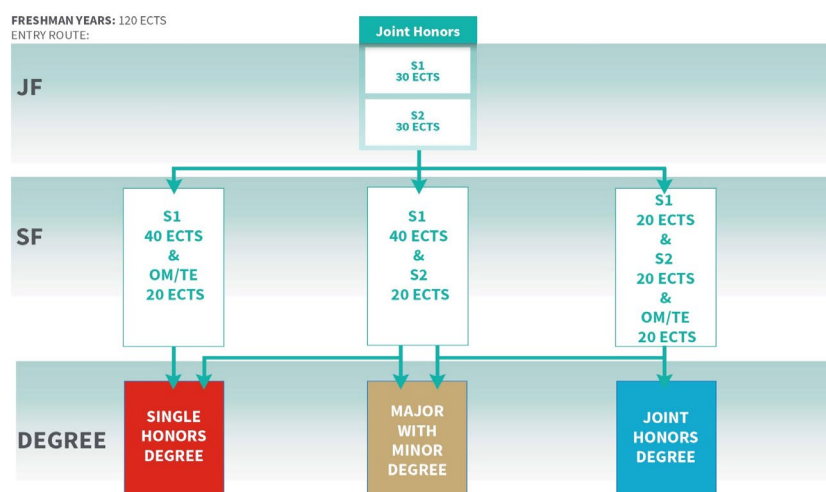 FRESHMAN YEARS: 120 ECTS
ENTRY ROUTE:
Joint Honors
JF
S1
30 ECTS
S2
30 ECTS
SF
S1
40 ECTS
&
OM/TE
20 ECTS
S1
40 ECTS
&
S2
20 ECTS
S1
20 ECTS
&
S2
20 ECTS
&
OM/TE
20 ECTS
DEGREE
SINGLE
HONORS
DEGREE
MAJOR
WITH
MINOR
DEGREE
JOINT
HONORS
DEGREE